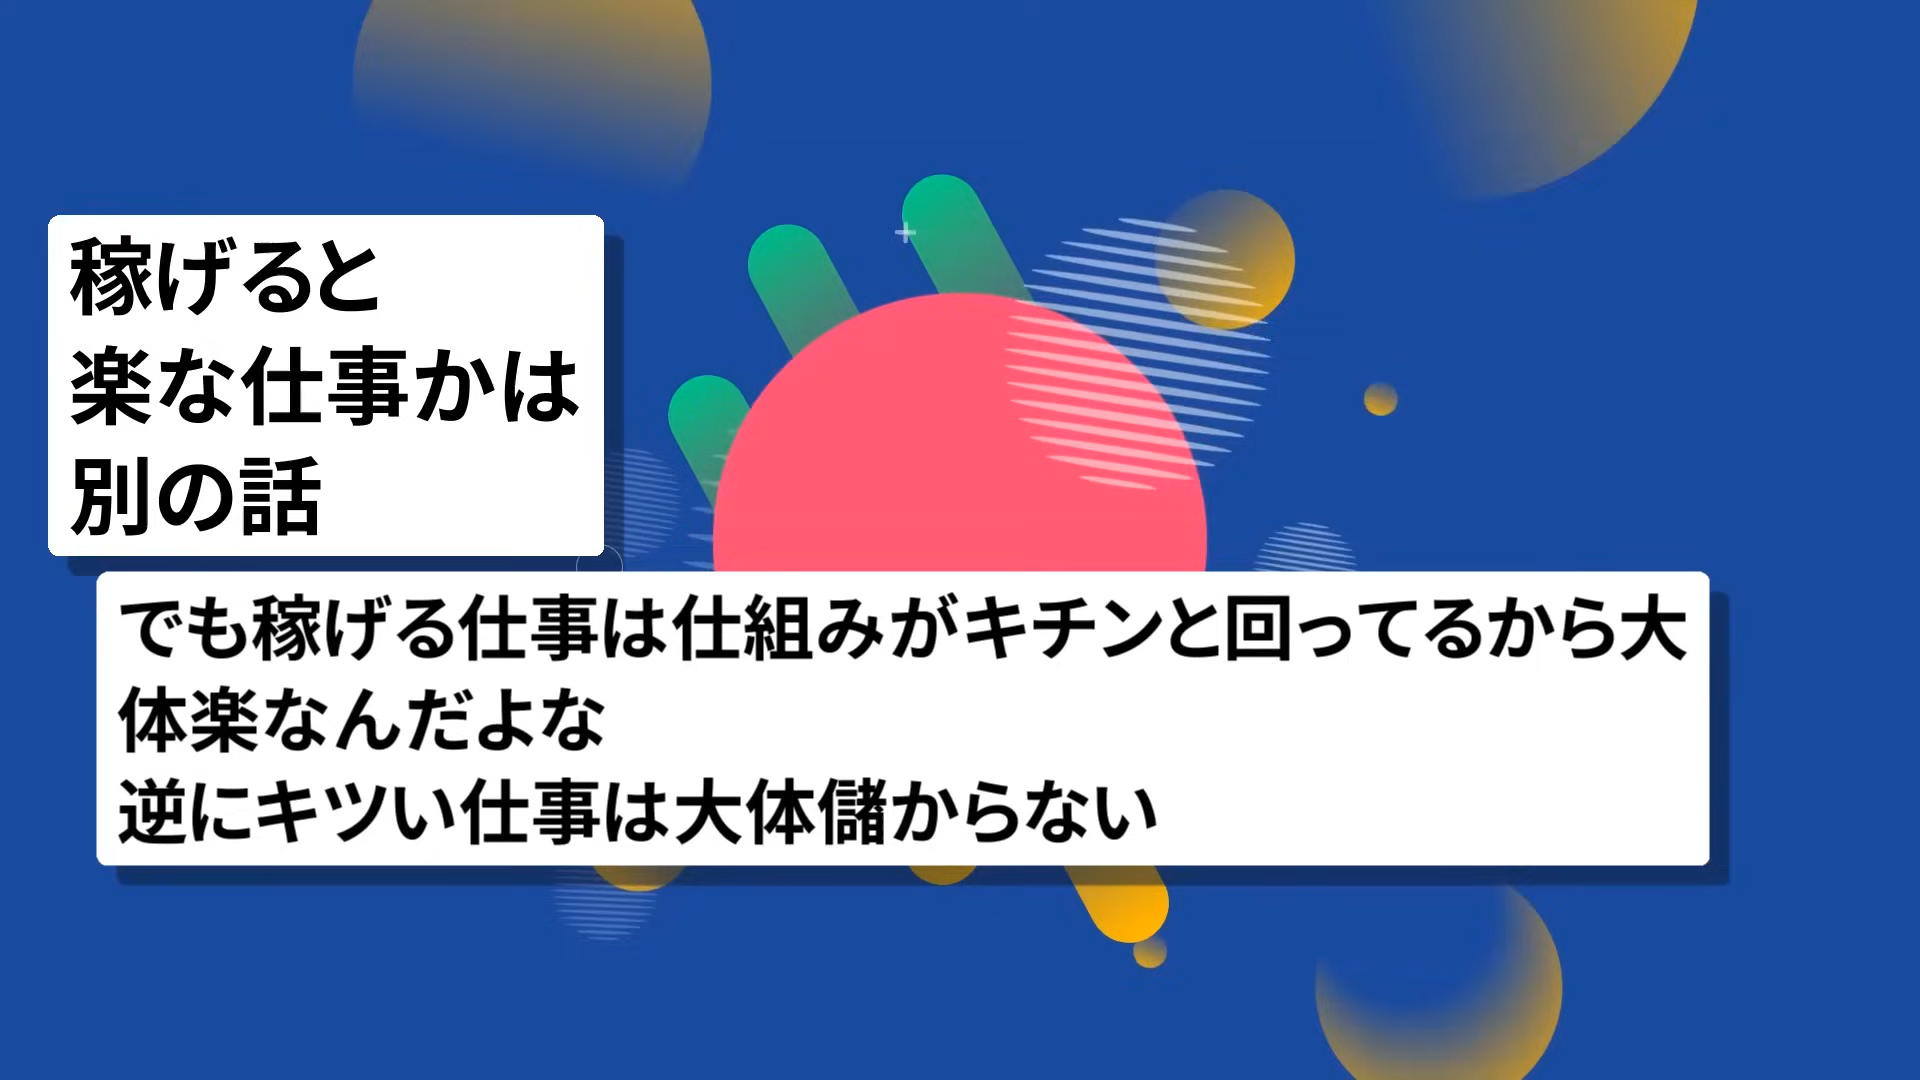 稼げると
楽な仕事かは
別の話
でも稼げる仕事は仕組みがキチンと回ってるから大
体楽なんだよな
逆にキツい仕事は大体儲からない